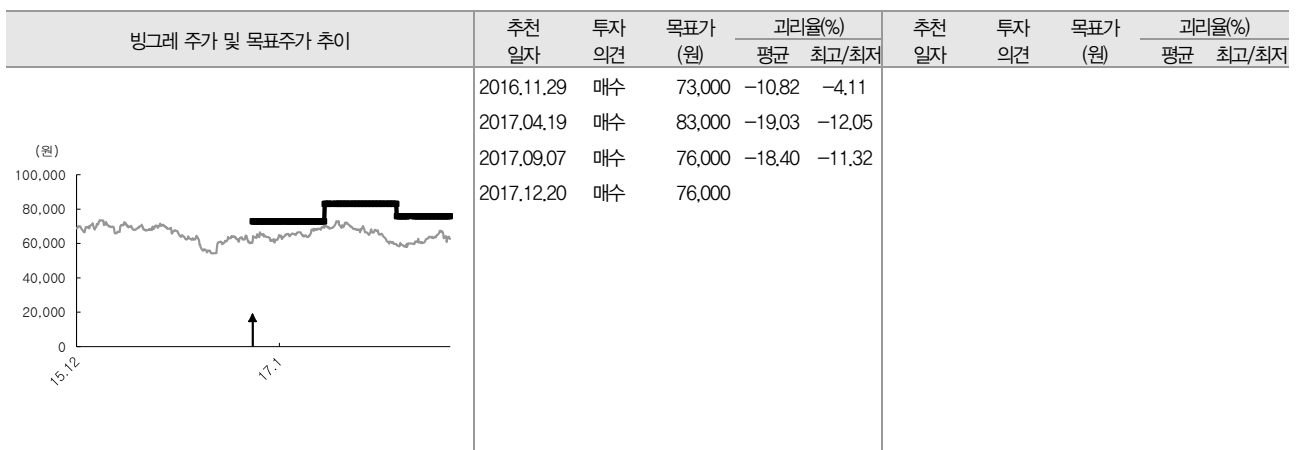 빙그레 주가 및 목표주가 추이
추천 투자 목표가 괴리율(%) 추천 투자 목표가 괴리율(%)
일자 의견 (원) 평균 최고/최저 일자 의견 (원) 평균 최고/최저
2016.11.29 매수 73,000 −10.82 −4.11
2017.04.19 매수 83,000 −19.03 −12.05
2017.09.07 매수 76,000 −18.40 −11.32
2017.12.20 매수 76,000
(원)
100,000
80,000
60,000
40,000
20,000
0
15.12 17.1